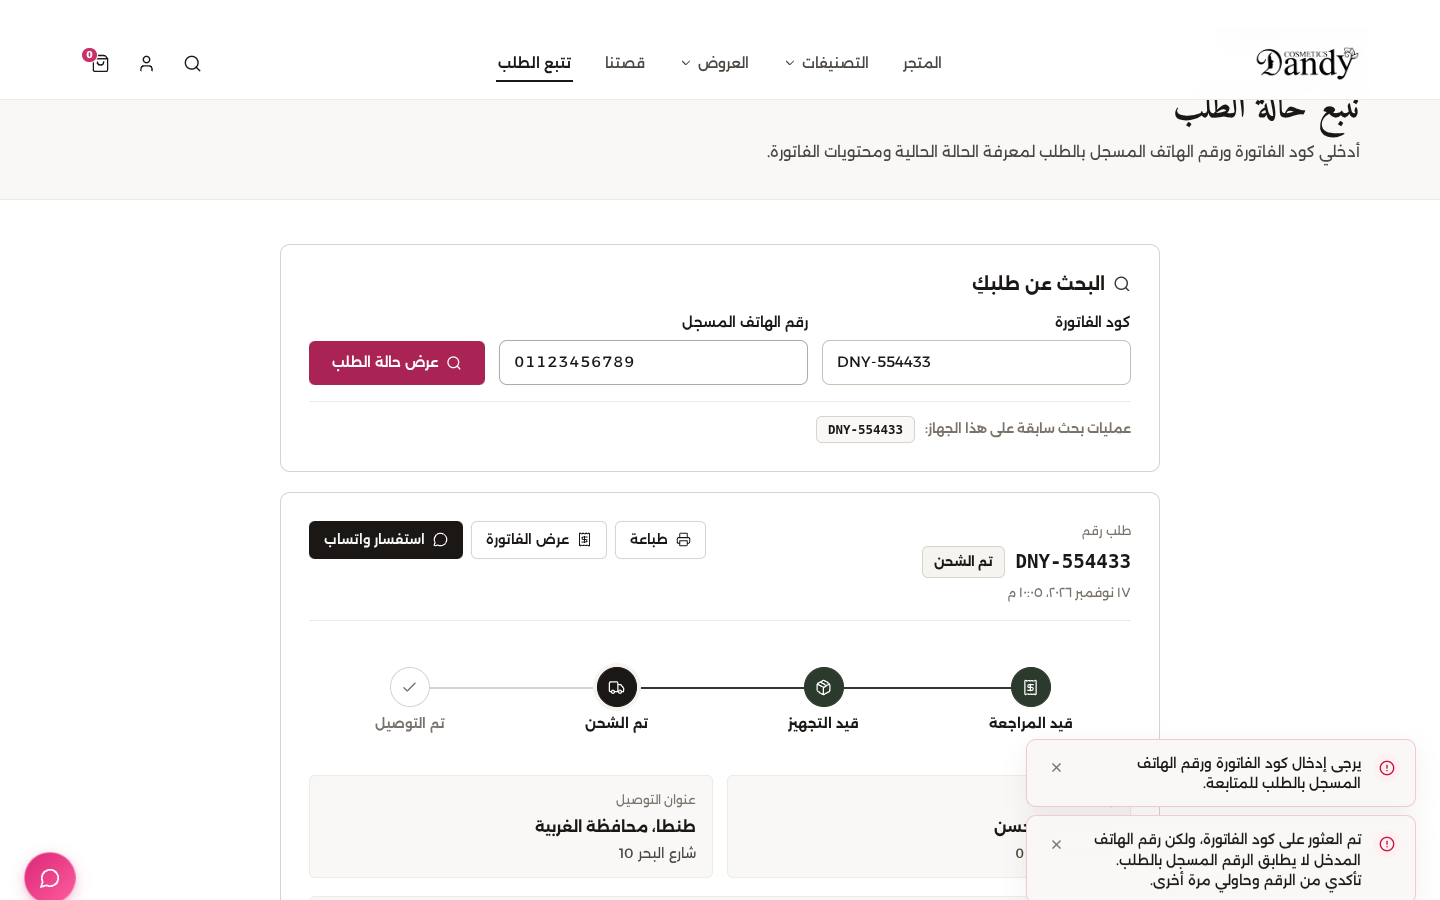 COSMETICS
Dandy
المتجر
التصنيفات
العروض
قصتنا
تتبع الطلب
0
تتبع حالة الطلب
أدخلي كود الفاتورة ورقم الهاتف المسجل بالطلب لمعرفة الحالة الحالية ومحتويات الفاتورة.
البحث عن طلبكِ
كود الفاتورة
رقم الهاتف المسجل
DNY-554433
01123456789
عرض حالة الطلب
عمليات بحث سابقة على هذا الجهاز:
DNY-554433
طلب رقم
DNY-554433
تم الشحن
١٧ نوفمبر ٢٠٢٦، ١٠:٠٥ م
طباعة
عرض الفاتورة
استفسار واتساب
قيد المراجعة
قيد التجهيز
تم الشحن
تم التوصيل
عنوان التوصيل
طنطا، محافظة الغربية
شارع البحر 10
يرجى إدخال كود الفاتورة ورقم الهاتف
المسجل بالطلب للمتابعة.
تم العثور على كود الفاتورة، ولكن رقم الهاتف
المدخل لا يطابق الرقم المسجل بالطلب.
تأكدي من الرقم وحاولي مرة أخرى.